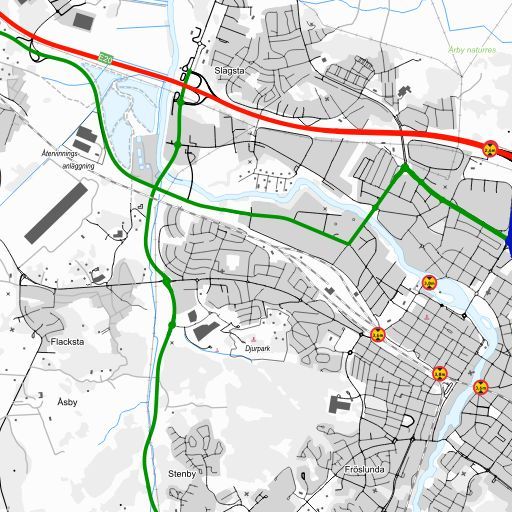 Årby naturres
E20
Slagsta
Återvinnings-
anläggning
Djurpark
Flacksta
Åsby
Stenby
Fröslunda